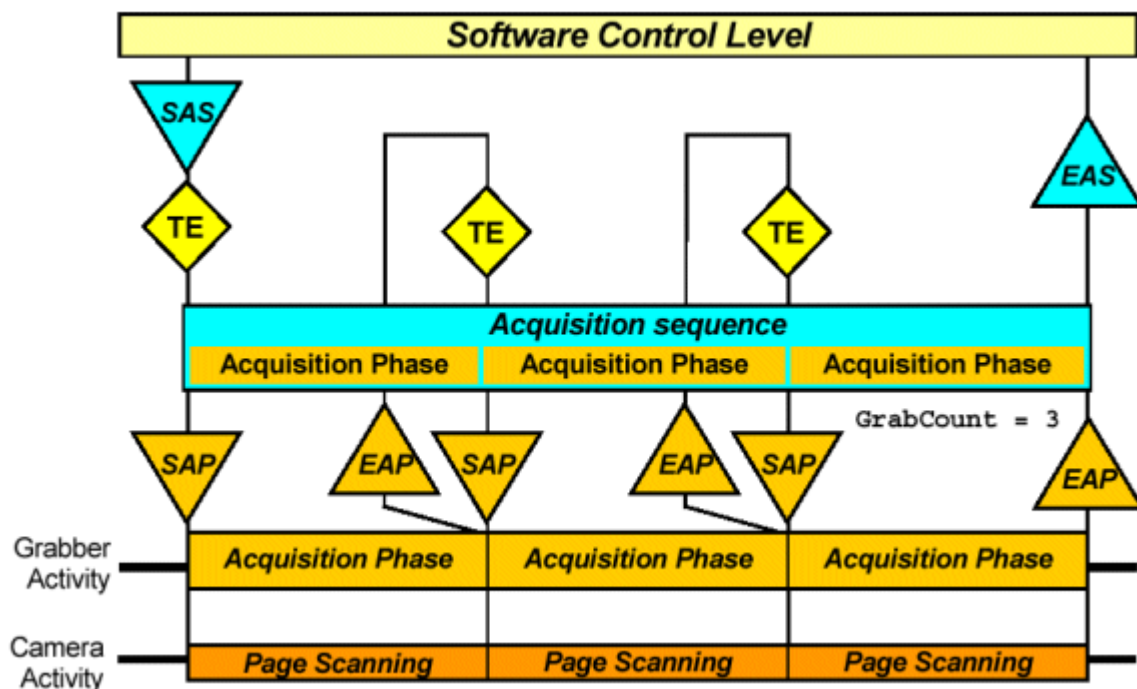 Software Control Level
SAS
EAS
TE TE TE
Acquisition sequence
Acquisition Phase Acquisition Phase Acquisition Phase
GrabCount = 3
SAP EAP SAP EAP SAP EAP
Grabber
Activity
Acquisition Phase Acquisition Phase Acquisition Phase
Camera
Activity
Page Scanning Page Scanning Page Scanning